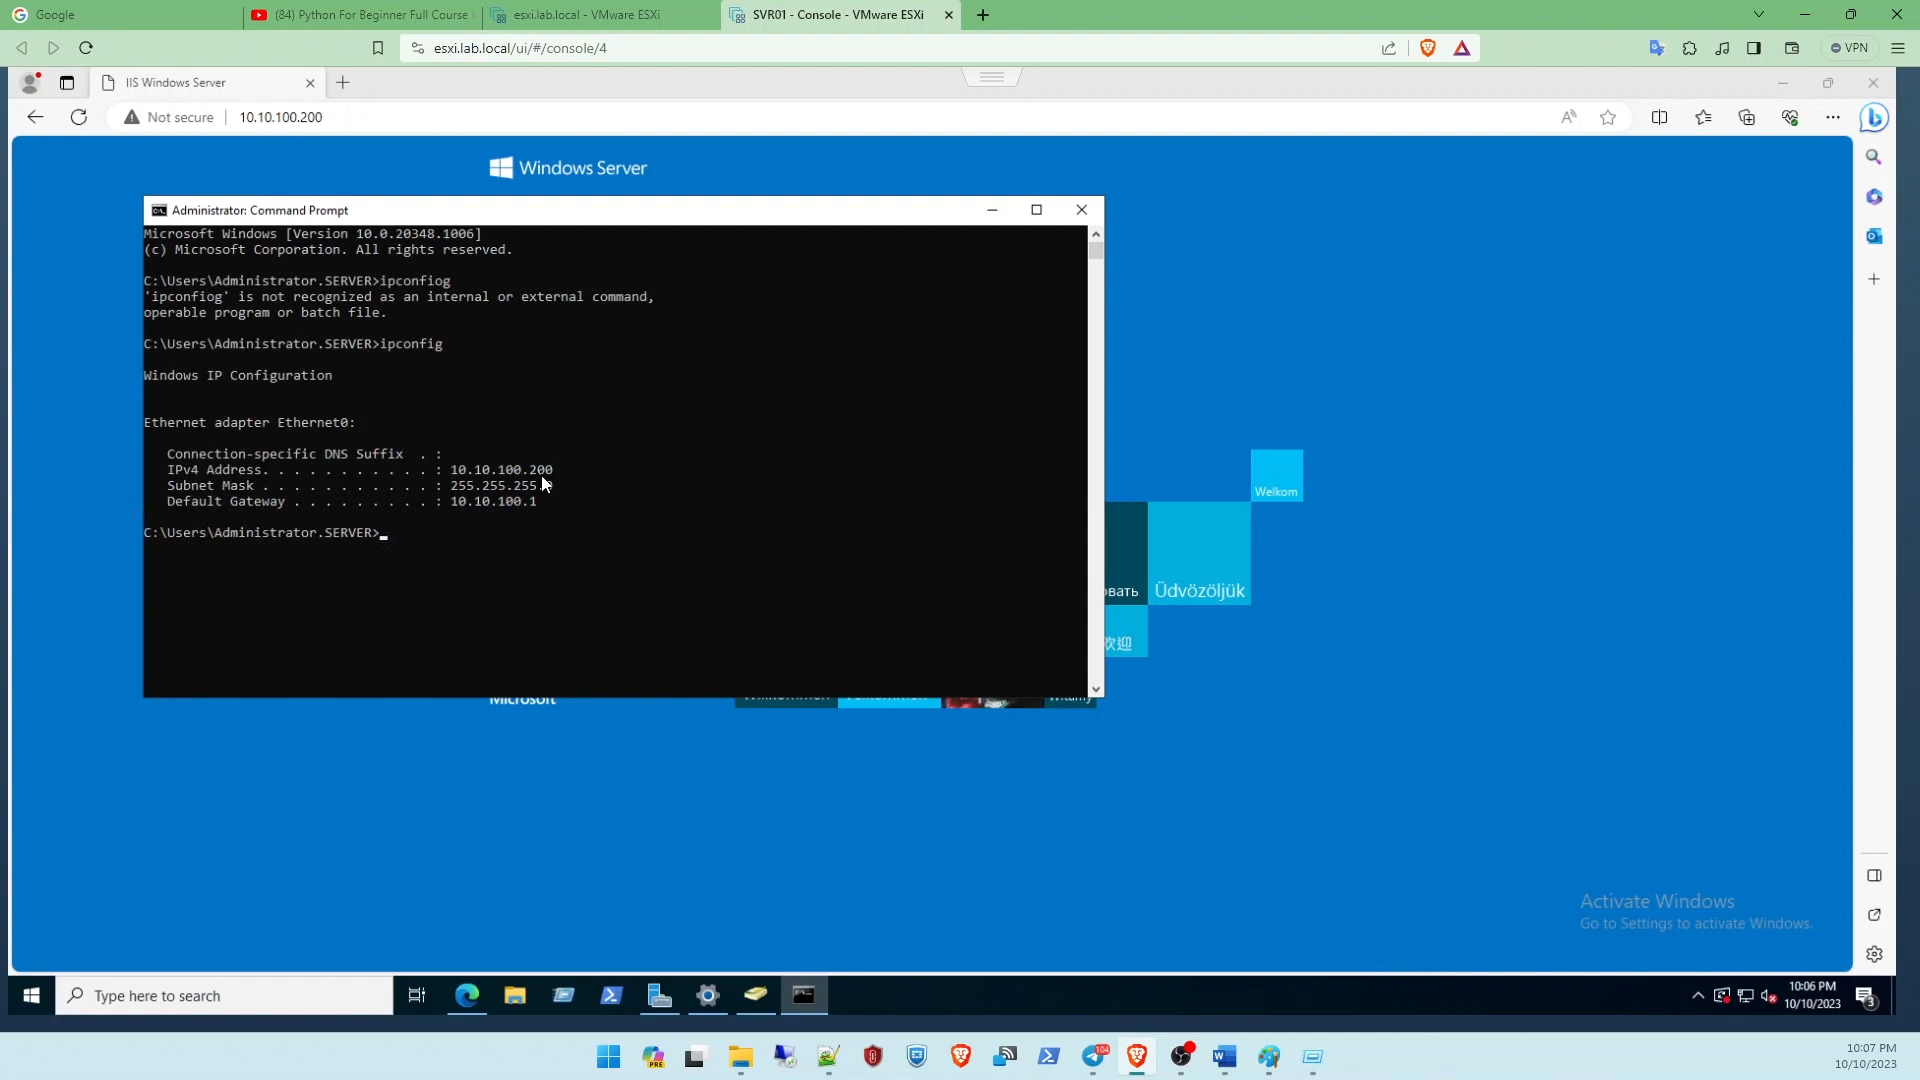 Google
(84) Python For Beginner Full Course
esxi.lab.local - VMware ESXi
SVR01 - Console - VMware ESXi
esxi.lab.local/ui/#/console/4
VPN
IIS Windows Server
Not secure
10.10.100.200
Windows Server
Administrator: Command Prompt
Microsoft Windows [Version 10.0.20348.1006]
(c) Microsoft Corporation. All rights reserved.
C:\Users\Administrator.SERVER>ipconfiog
'ipconfiog' is not recognized as an internal or external command,
operable program or batch file.
C:\Users\Administrator.SERVER>ipconfig
Windows IP Configuration
Ethernet adapter Ethernet0:
Connection-specific DNS Suffix . :
IPv4 Address. . . . . . . . . . . : 10.10.100.200
Subnet Mask . . . . . . . . . . . : 255.255.255.
Default Gateway . . . . . . . . . : 10.10.100.1
C:\Users\Administrator.SERVER>
Welkom
Üdvözöljük
欢迎
Microsoft
Activate Windows
Go to Settings to activate Windows.
Type here to search
10:06 PM
10/10/2023
3
PRE
104
10:07 PM
10/10/2023